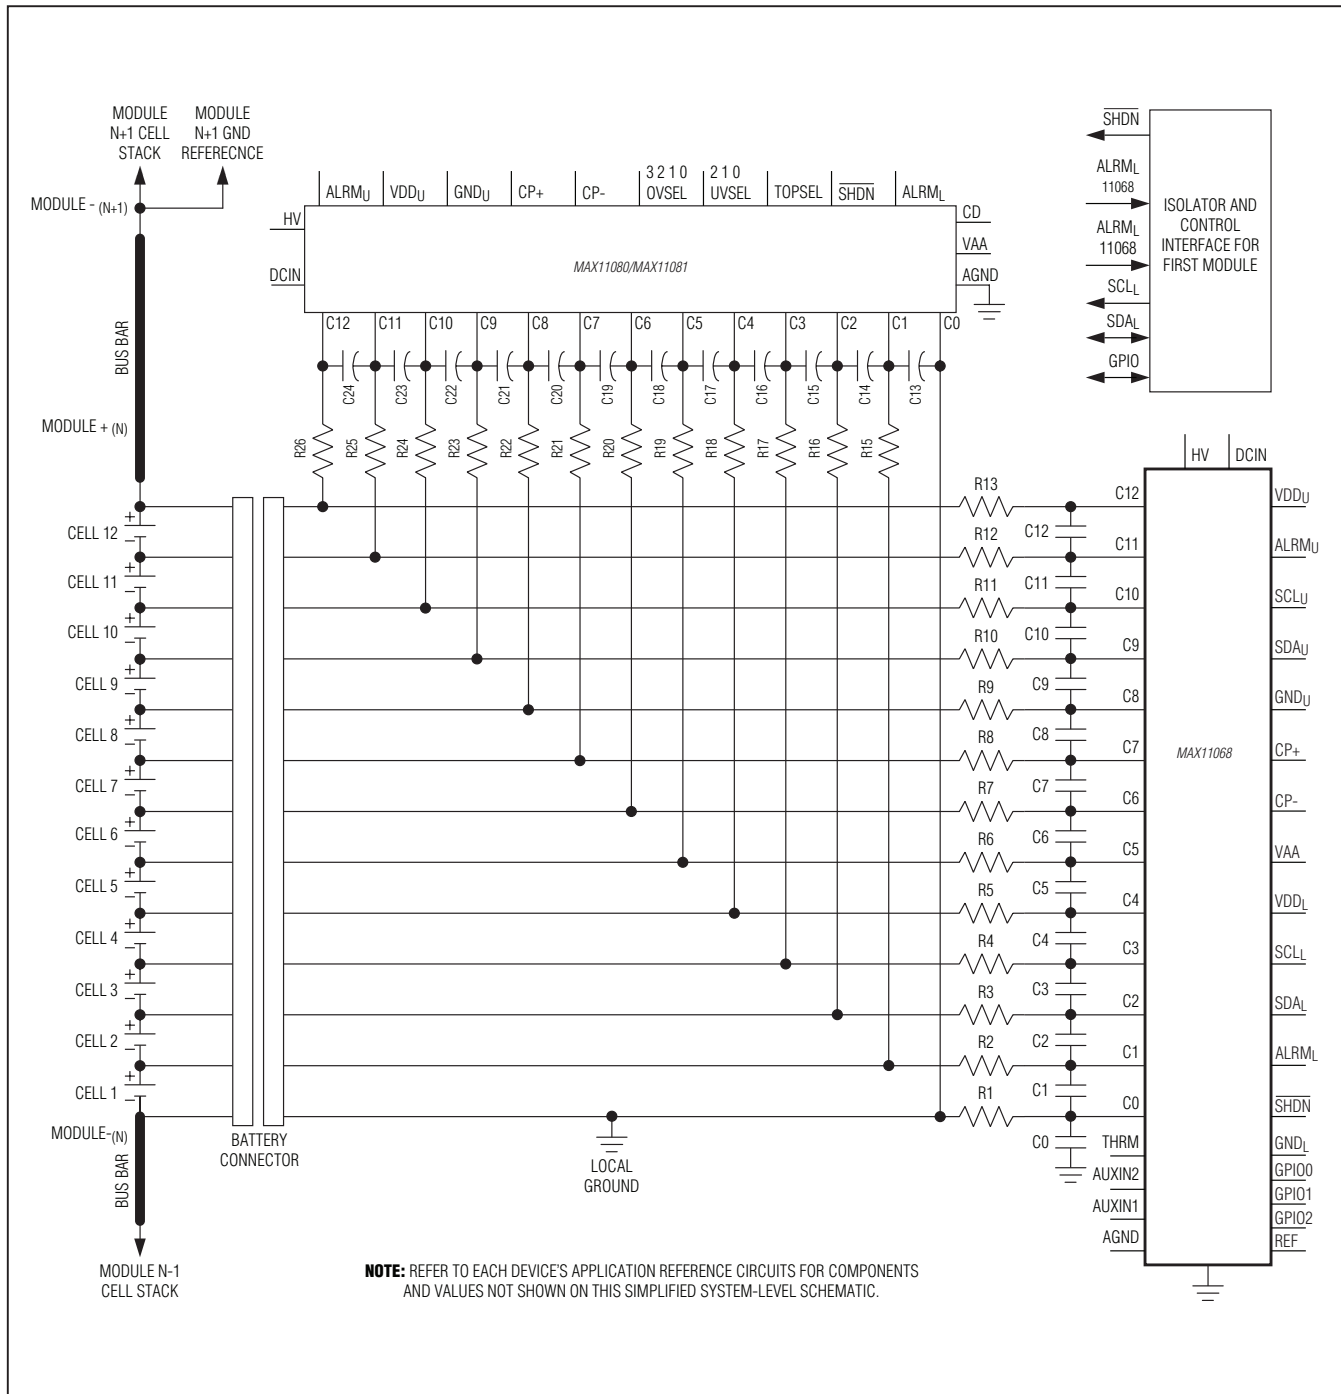 MODULE
N+1 CELL
STACK
MODULE
N+1 GND
REFERECNCE
MODULE - (N+1)
BUS BAR
MODULE + (N)
HV
DCIN
ALRMU
VDDU
GNDU
CP+
CP-
3 2 1 0
OVSEL
2 1 0
UVSEL
TOPSEL
SHDN
ALRML
CD
VAA
AGND
MAX11080/MAX11081
C12
C11
C10
C9
C8
C7
C6
C5
C4
C3
C2
C1
C0
C24
C23
C22
C21
C20
C19
C18
C17
C16
C15
C14
C13
R26
R25
R24
R23
R22
R21
R20
R19
R18
R17
R16
R15
SHDN
ALRML
11068
ALRML
11068
SCLL
SDAL
GPIO
ISOLATOR AND
CONTROL
INTERFACE FOR
FIRST MODULE
CELL 12
+
–
CELL 11
+
–
CELL 10
+
–
CELL 9
+
–
CELL 8
+
–
CELL 7
+
–
CELL 6
+
–
CELL 5
+
–
CELL 4
+
–
CELL 3
+
–
CELL 2
+
–
CELL 1
+
–
MODULE-(N)
BUS BAR
MODULE N-1
CELL STACK
BATTERY
CONNECTOR
LOCAL
GROUND
R13
R12
R11
R10
R9
R8
R7
R6
R5
R4
R3
R2
R1
C12
C11
C10
C9
C8
C7
C6
C5
C4
C3
C2
C1
C0
HV
DCIN
C12
C11
C10
C9
C8
C7
C6
C5
C4
C3
C2
C1
C0
THRM
AUXIN2
AUXIN1
AGND
MAX11068
VDDU
ALRMU
SCLU
SDAU
GNDU
CP+
CP-
VAA
VDDL
SCLL
SDAL
ALRML
SHDN
GNDL
GPIO0
GPIO1
GPIO2
REF
NOTE: REFER TO EACH DEVICE'S APPLICATION REFERENCE CIRCUITS FOR COMPONENTS
AND VALUES NOT SHOWN ON THIS SIMPLIFIED SYSTEM-LEVEL SCHEMATIC.